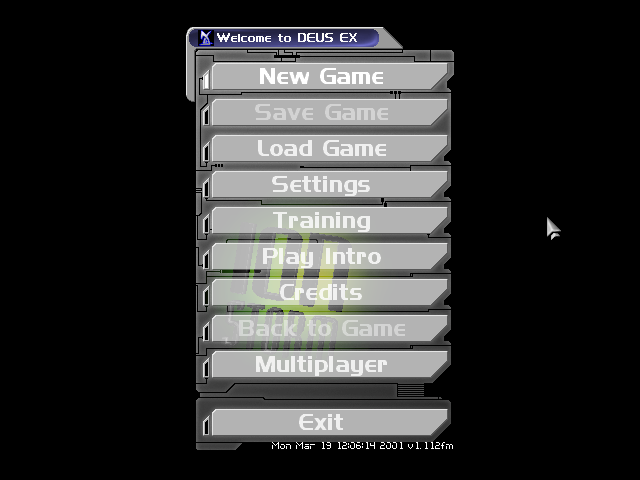 Welcome to DEUS EX
New Game
Save Game
Load Game
Settings
Training
Play Intro
Credits
Back to Game
Multiplayer
Exit
Mon Mar 19 12:06:14 2001 v1.112fm